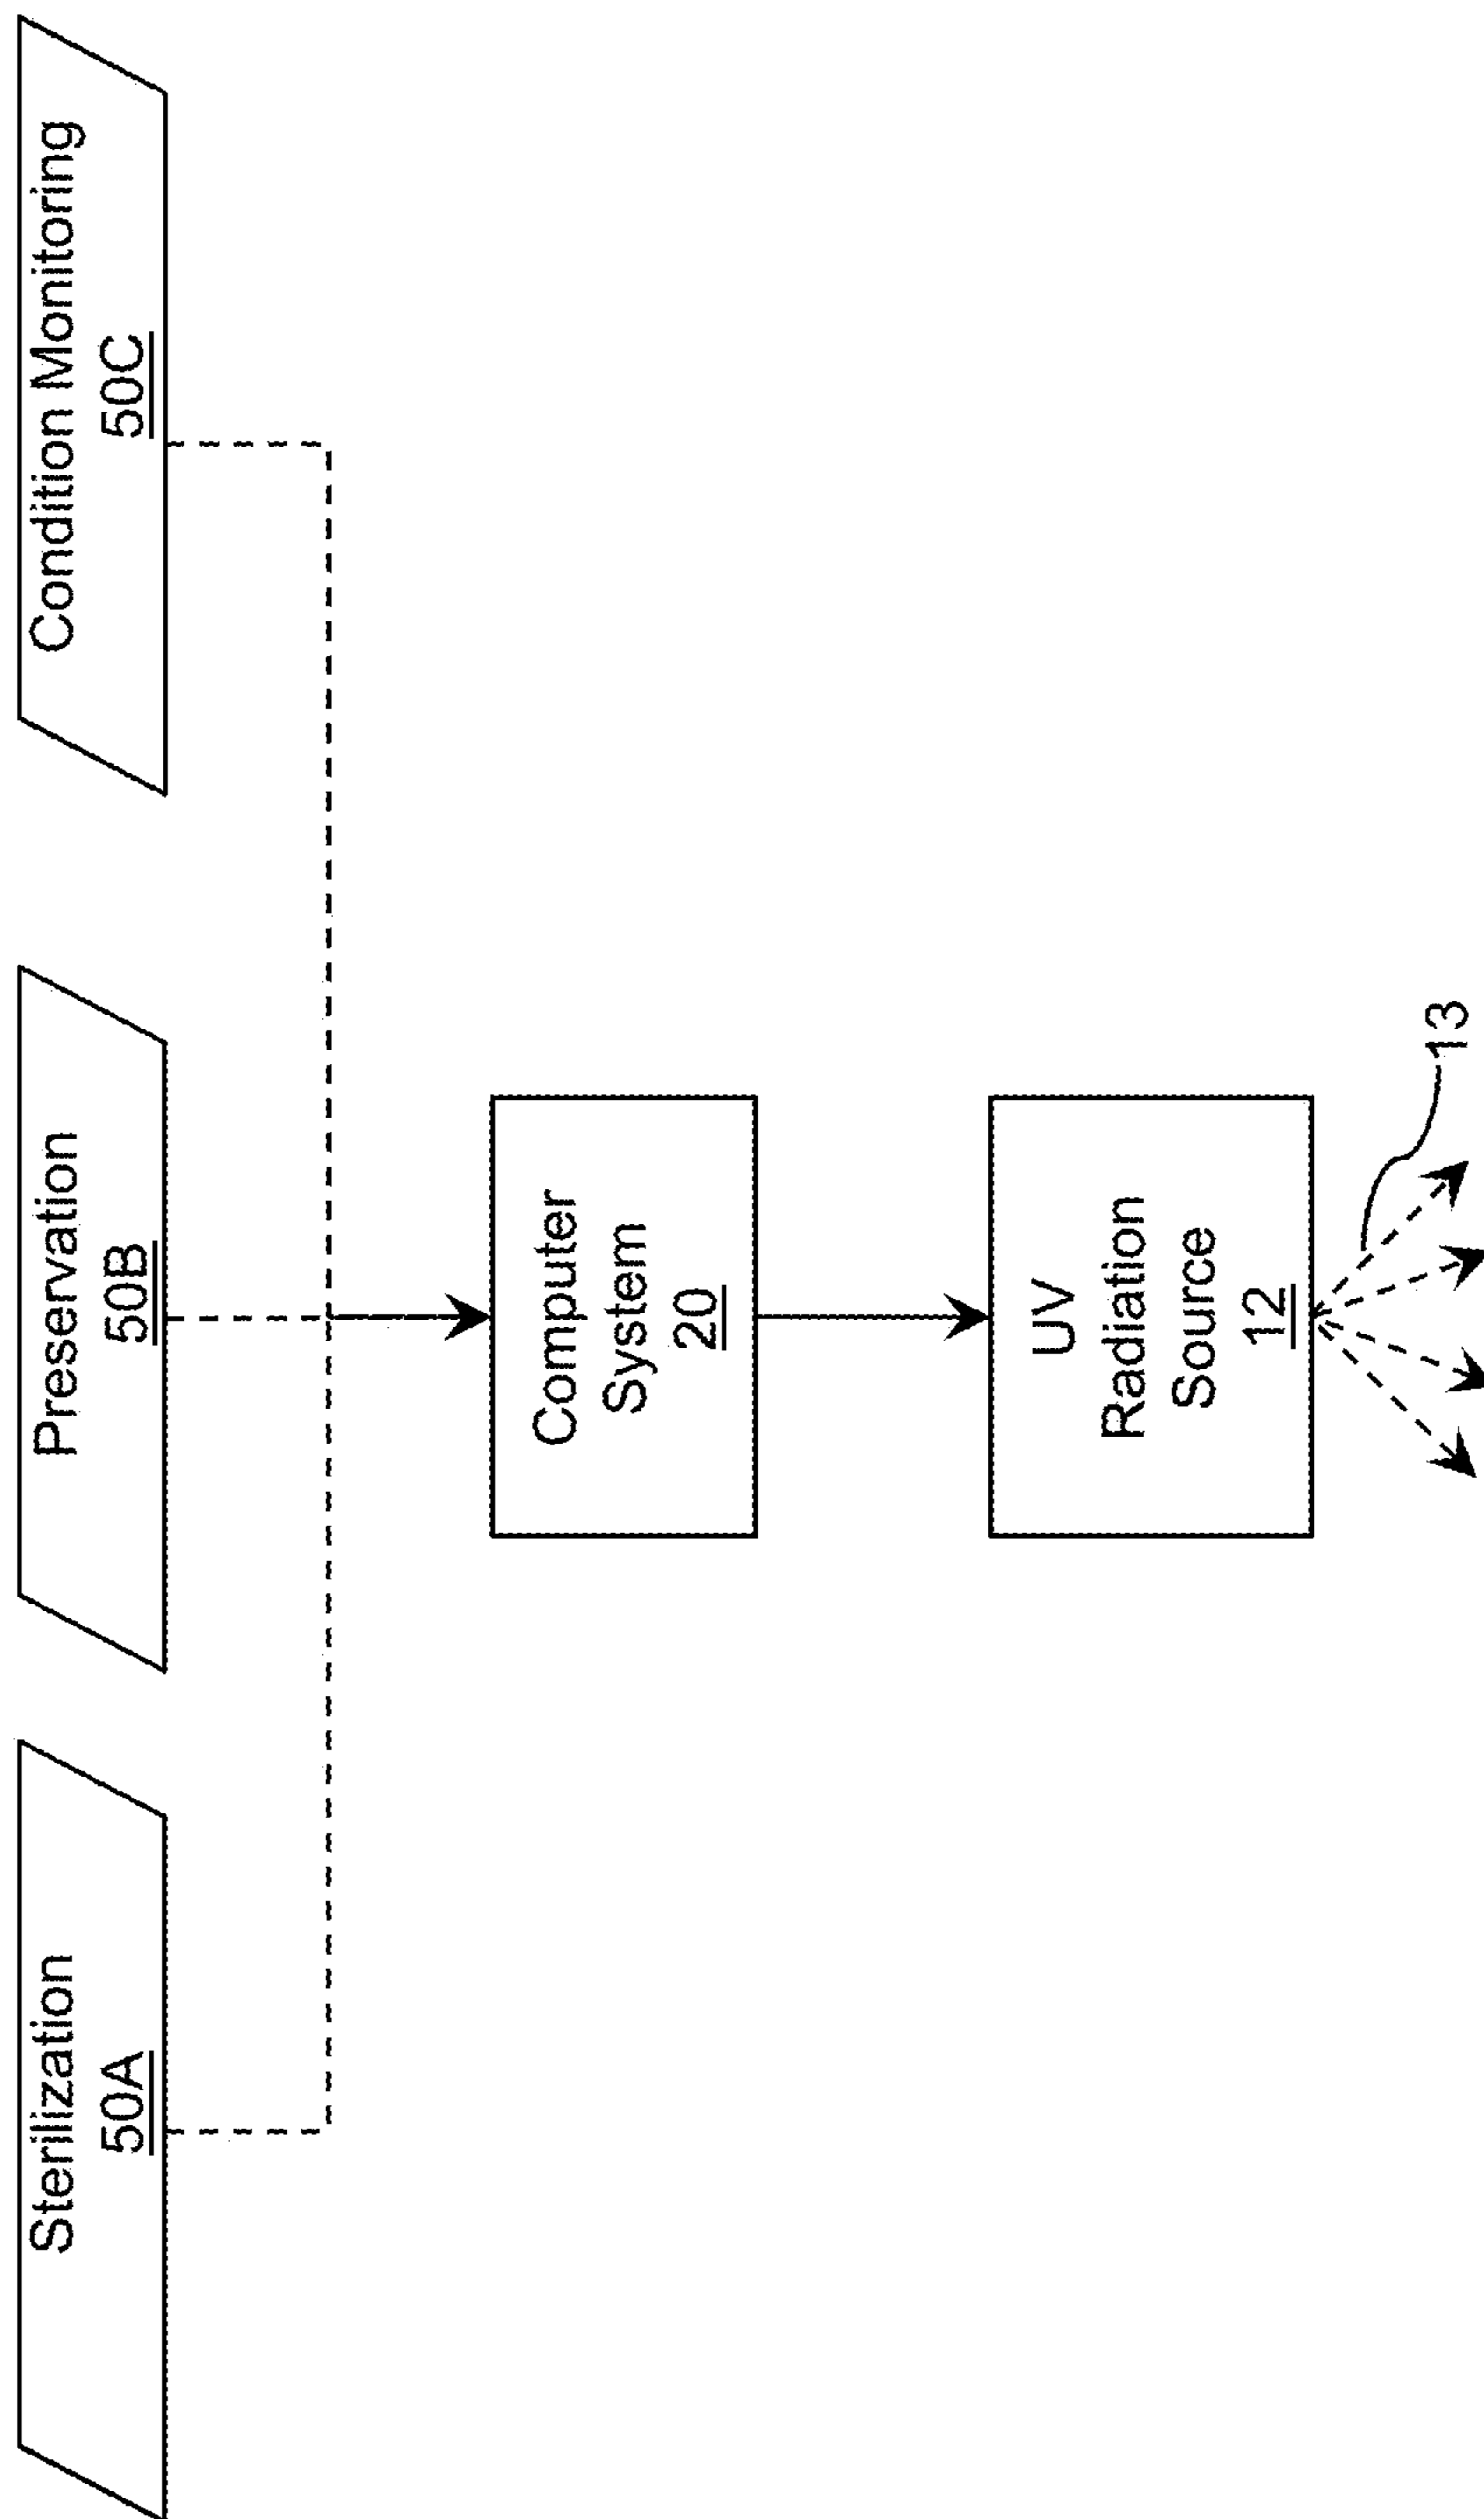 Sterilization
50A
Preservation
50B
Condition Monitoring
50C
Computer
System
20
UV
Radiation
Source
12
13